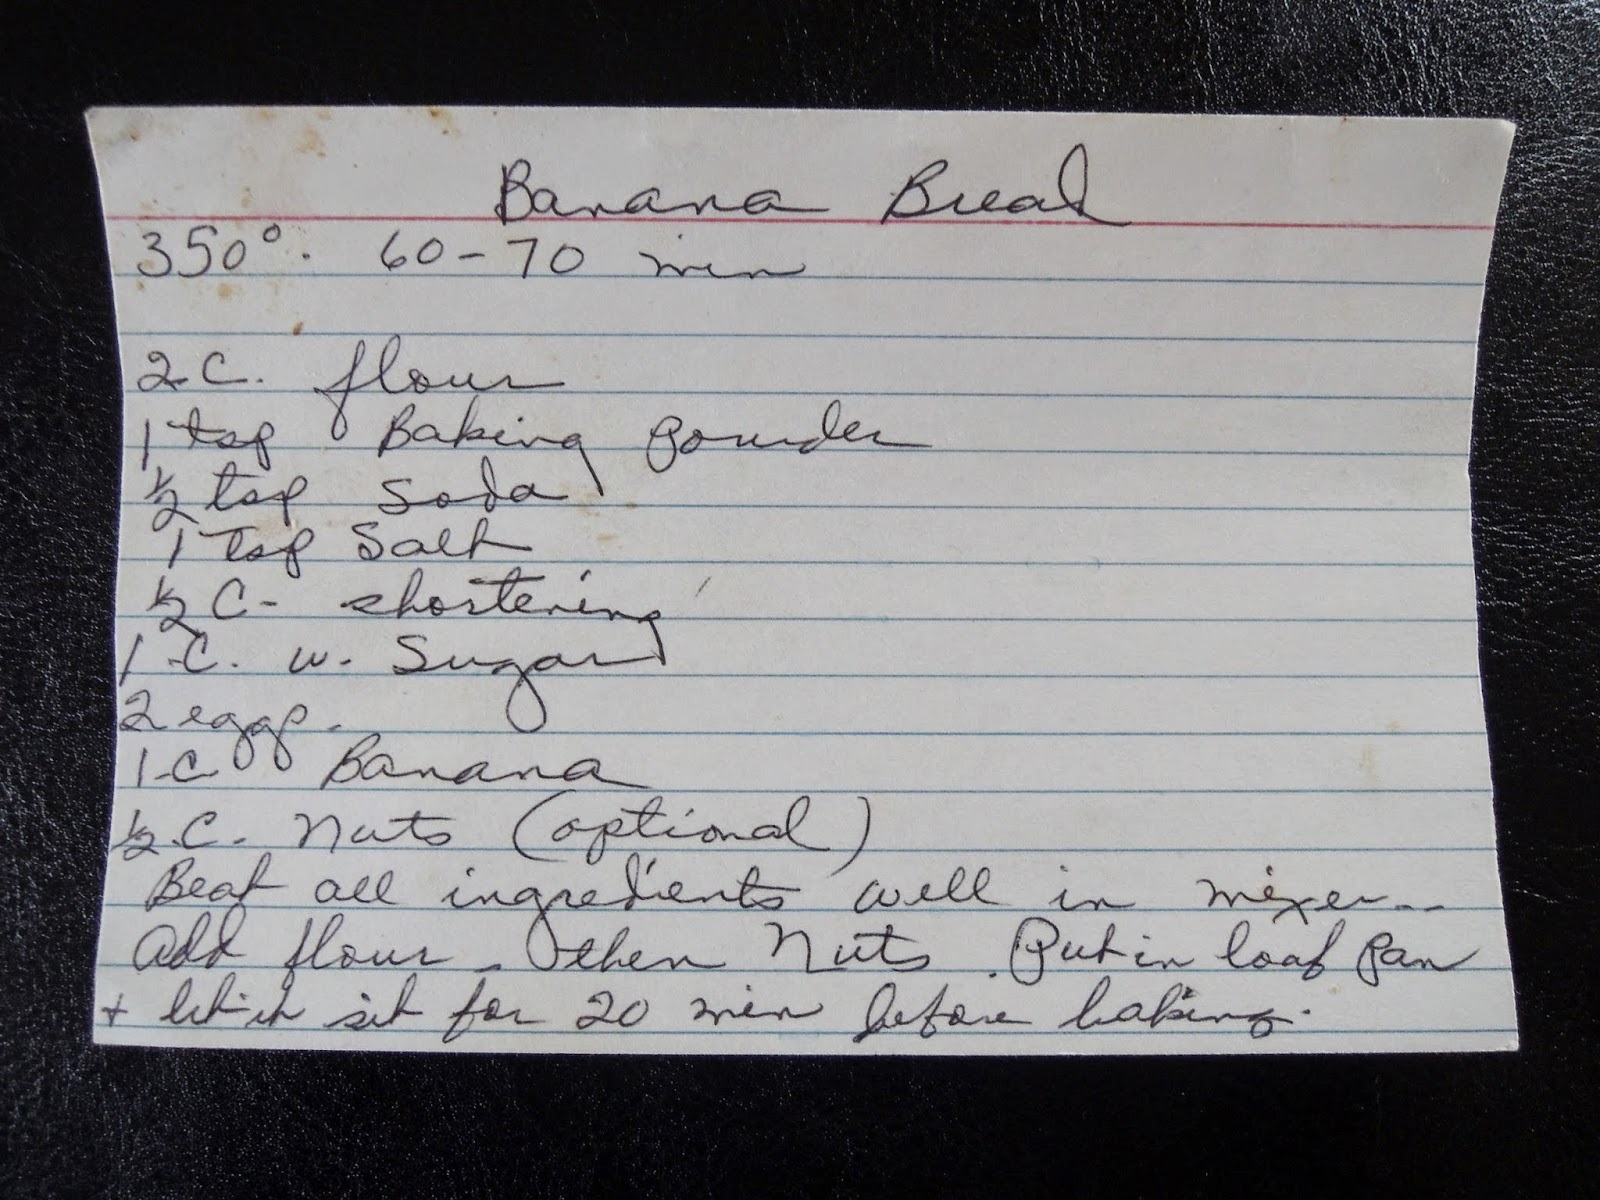 Banana Bread
350°. 60-70 min
2 C. flour
1 tsp Baking Powder
½ tsp Soda
1 tsp Salt
½ C- shortening
1 C. w. Sugar
2 eggs.
1 C Banana
½ C. Nuts (optional)
Beat all ingredients well in mixer--
Add flour - then Nuts. Put in loaf pan
+ let it sit for 20 min before baking.